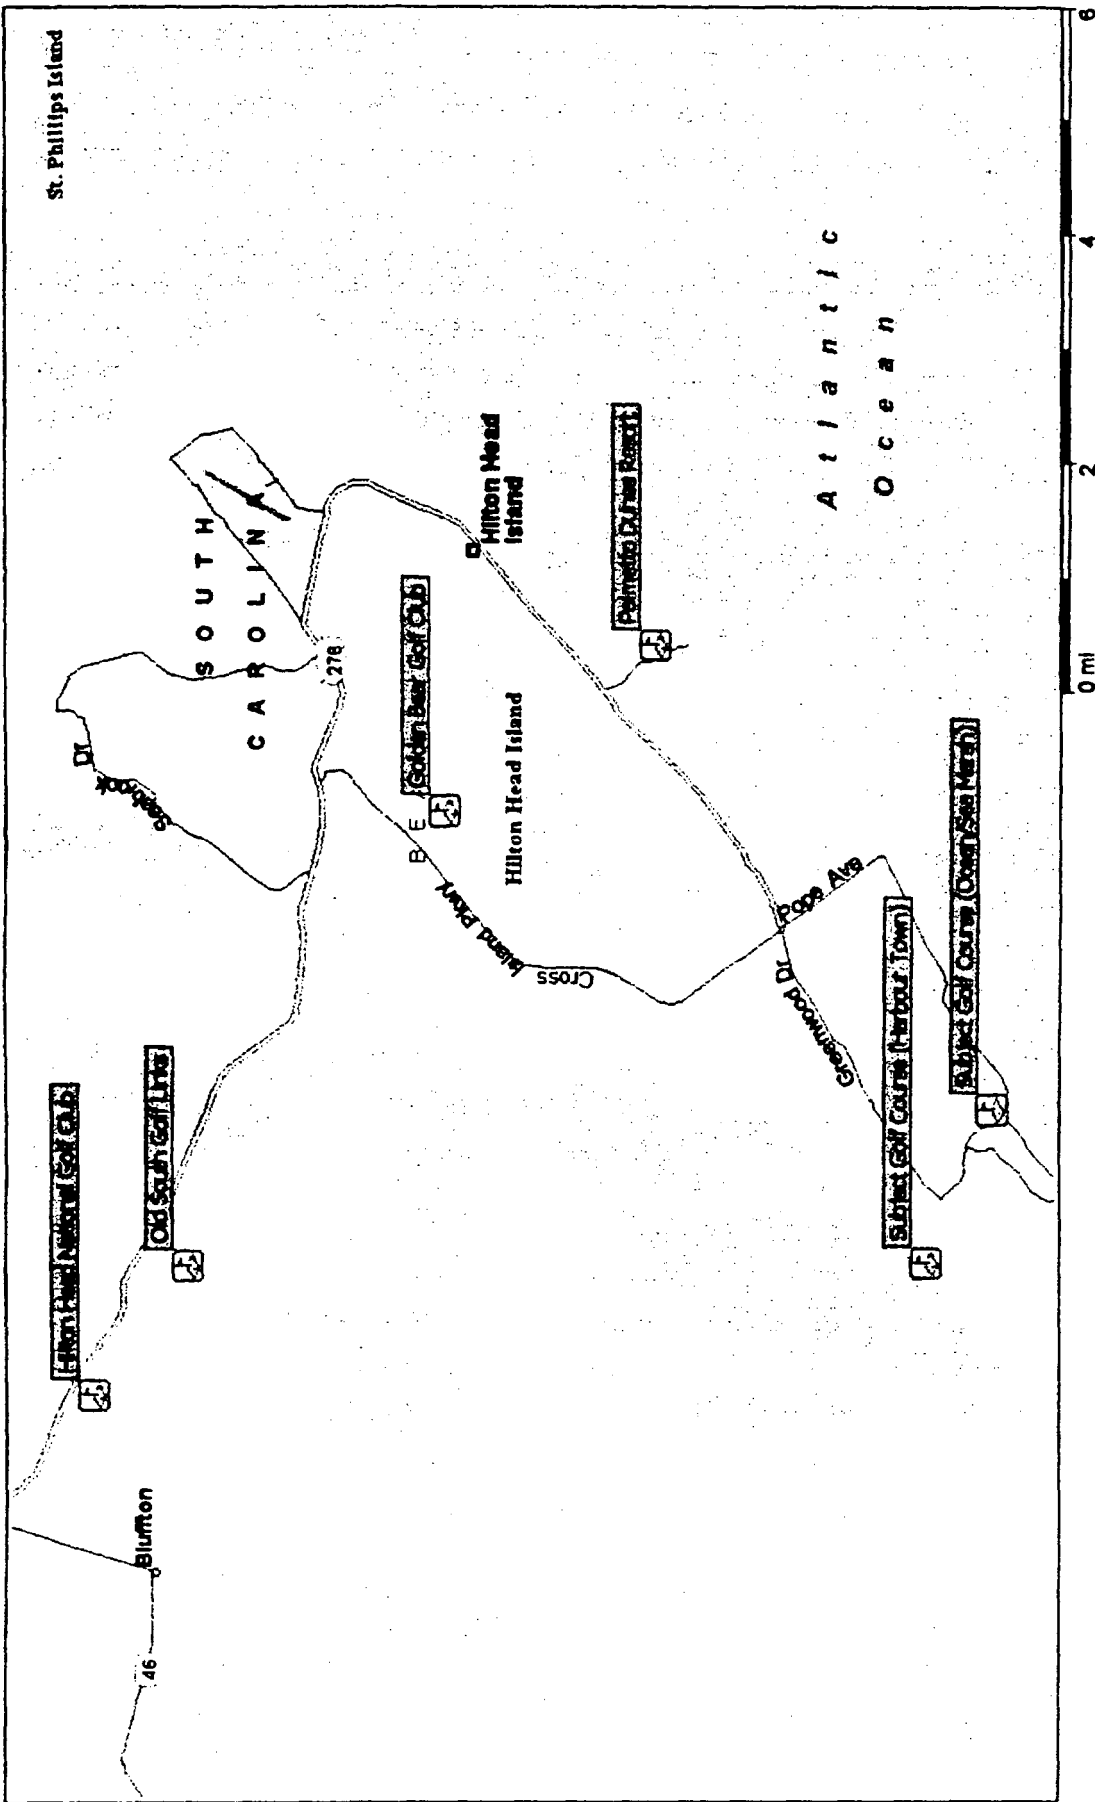 St. Phillips Island
Hilton Head National Golf Club
Old South Golf Links
Bluffton
46
Seabrook Dr
SOUTH
CAROLINA
278
Golden Bear Golf Club
B E
Hilton Head
Island
Hilton Head Island
Cross Island Pkwy
Palmetto Dunes Resort
Pope Ave
Greenwood Dr
Atlantic
Ocean
Subject Golf Course (Harbour Town)
Subject Golf Course (Ocean/Sea Marsh)
0 mi
2
4
6